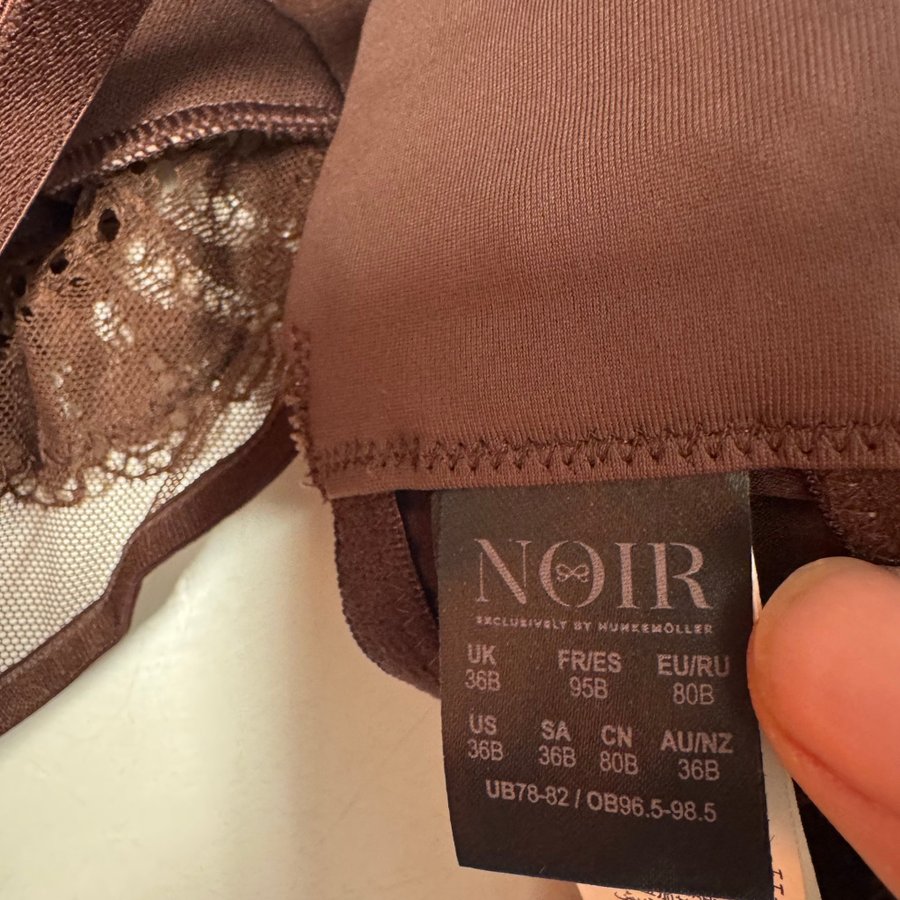 NOIR
EXCLUSIVELY BY HUNKEMÖLLER
UK FR/ES EU/RU
36B 95B 80B
US SA CN AU/NZ
36B 36B 80B 36B
UB78-82 / OB96.5-98.5